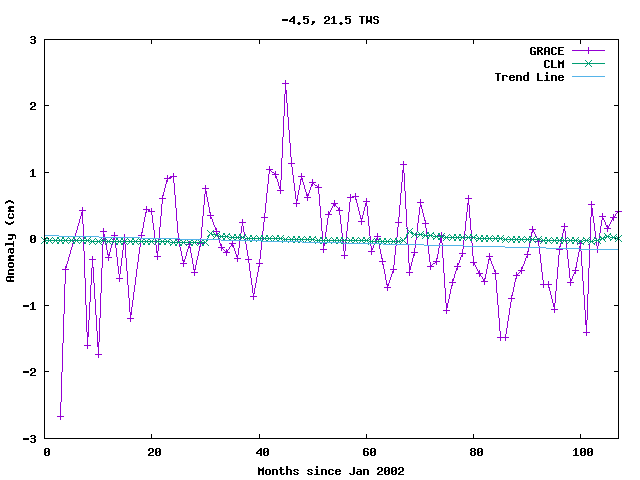 -4.5, 21.5 TWS
GRACE
CLM
Trend Line
3
2
1
0
-1
-2
-3
Anomaly (cm)
0 20 40 60 80 100
Months since Jan 2002